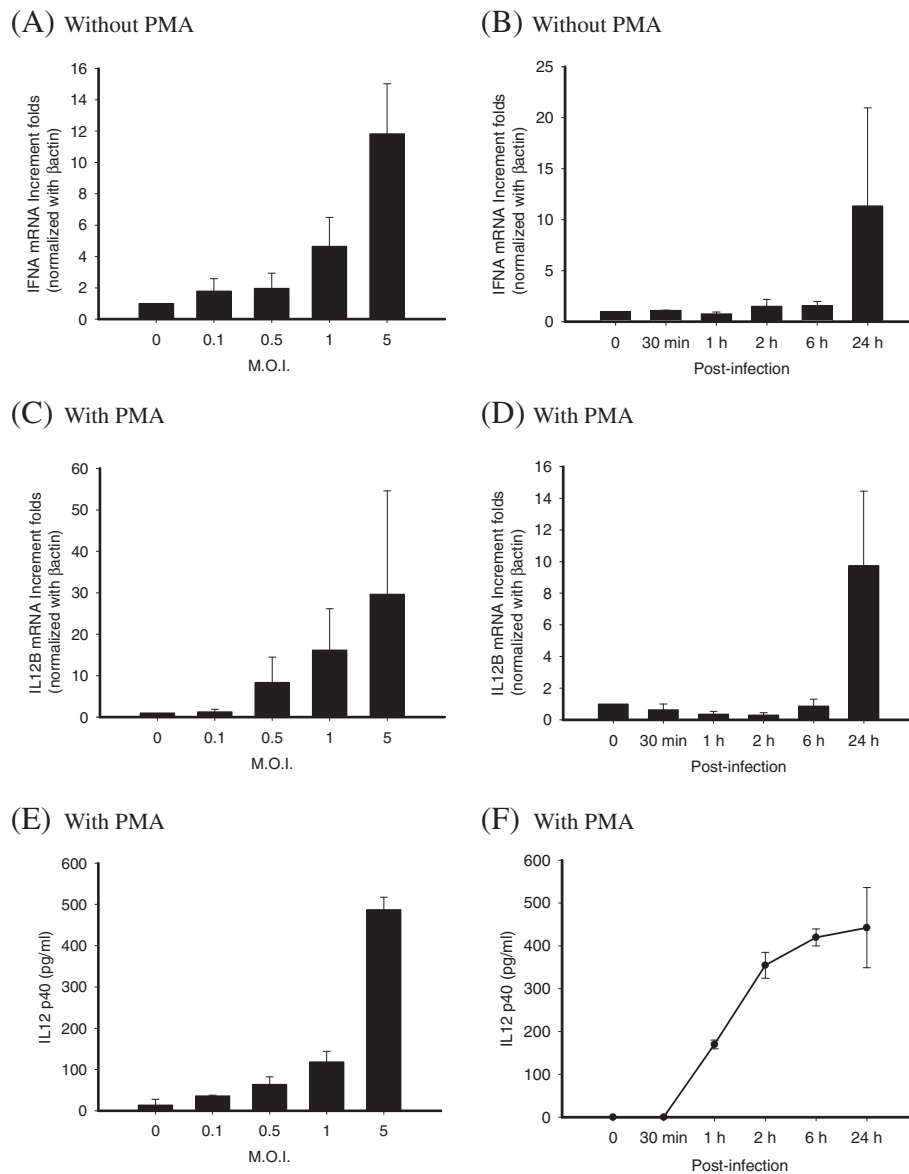 (A) Without PMA
IFNA mRNA Increment folds
(normalized with βactin)
16
14
12
10
8
6
4
2
0
0 0.1 0.5 1 5
M.O.I.
(B) Without PMA
IFNA mRNA Increment folds
(normalized with βactin)
25
20
15
10
5
0
0 30 min 1 h 2 h 6 h 24 h
Post-infection
(C) With PMA
IL12B mRNA Increment folds
(normalized with βactin)
60
50
40
30
20
10
0
0 0.1 0.5 1 5
M.O.I.
(D) With PMA
IL12B mRNA Increment folds
(normalized with βactin)
16
14
12
10
8
6
4
2
0
0 30 min 1 h 2 h 6 h 24 h
Post-infection
(E) With PMA
IL12 p40 (pg/ml)
600
500
400
300
200
100
0
0 0.1 0.5 1 5
M.O.I.
(F) With PMA
IL12 p40 (pg/ml)
600
500
400
300
200
100
0
0 30 min 1 h 2 h 6 h 24 h
Post-infection